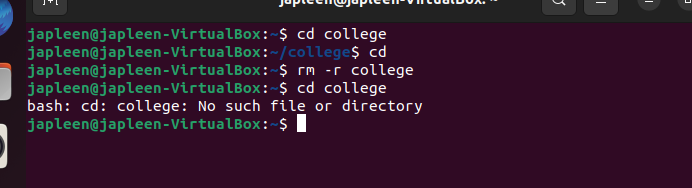 japleen@japleen-VirtualBox: ~
japleen@japleen-VirtualBox:~$ cd college
japleen@japleen-VirtualBox:~/college$ cd
japleen@japleen-VirtualBox:~$ rm -r college
japleen@japleen-VirtualBox:~$ cd college
bash: cd: college: No such file or directory
japleen@japleen-VirtualBox:~$